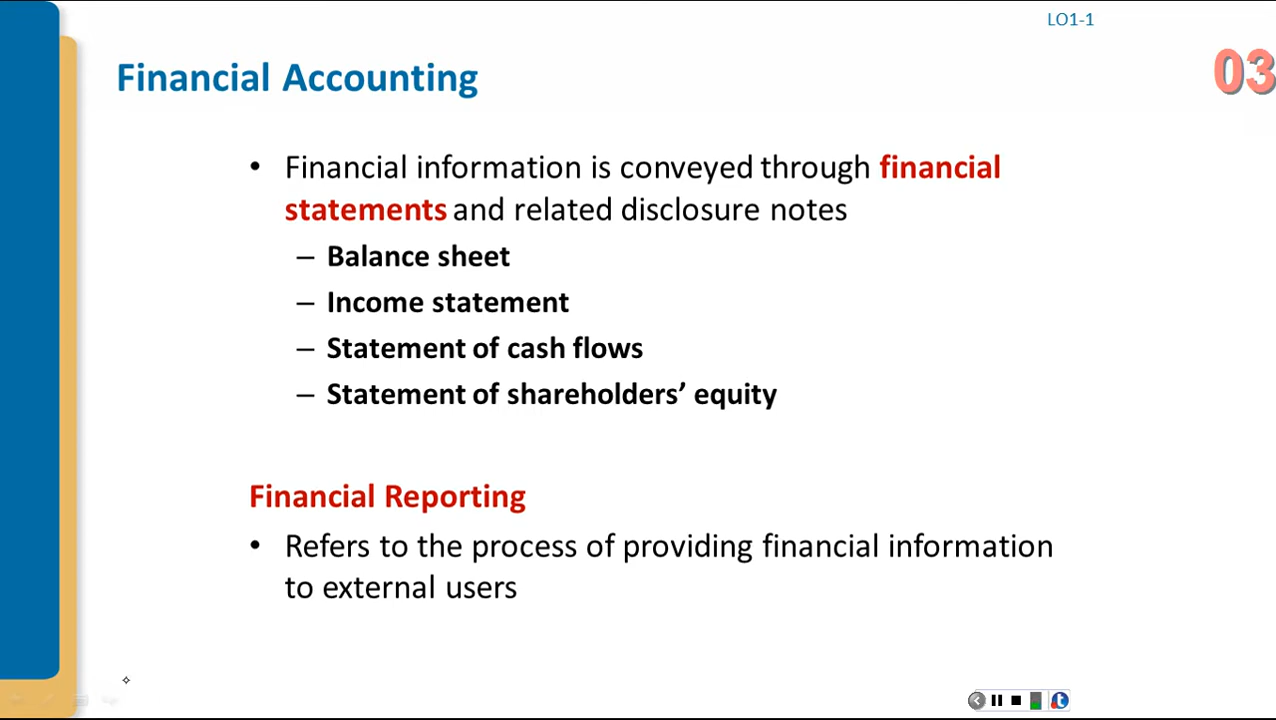 LO1-1
03
Financial Accounting
• Financial information is conveyed through financial
statements and related disclosure notes
– Balance sheet
– Income statement
– Statement of cash flows
– Statement of shareholders’ equity
Financial Reporting
• Refers to the process of providing financial information
to external users